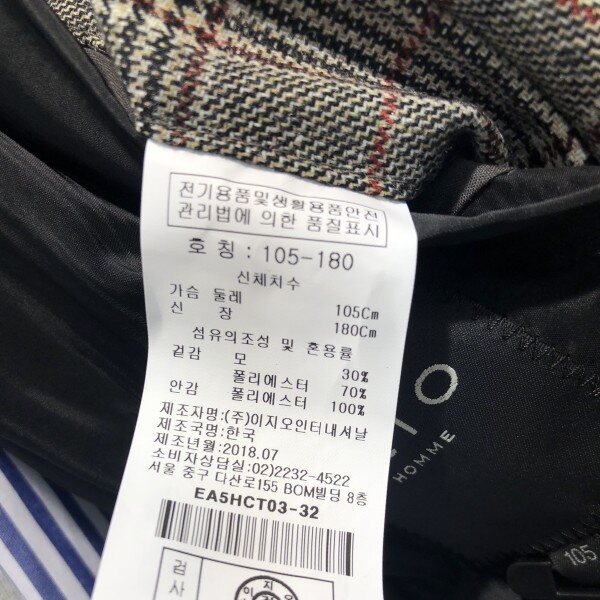 전기용품및생활용품안전
관리법에 의한 품질표시
호 칭 : 105-180
신체치수
가슴 둘레 105Cm
신 장 180Cm
섬유의조성 및 혼용률
겉감 모 30%
폴리에스터 70%
안감 폴리에스터 100%
제조자명:(주)이지오인터내셔날
제조국명:한국
제조년월:2018.07
소비자상담실:02)2232-4522
서울 중구 다산로155 BOM빌딩 8층
EA5HCT03-32
검
사
이지오
HOMME
105